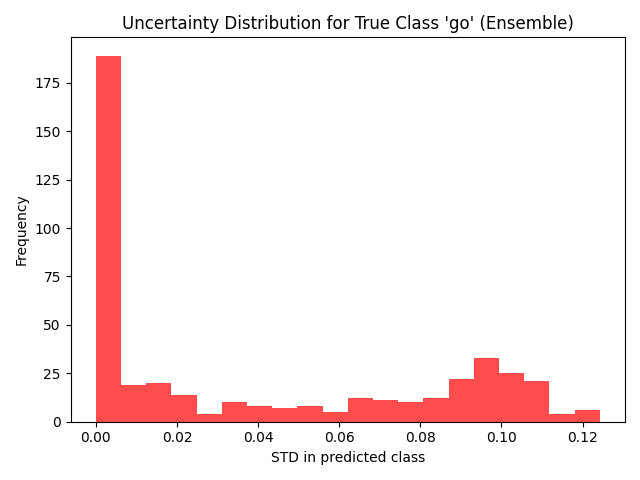 Uncertainty Distribution for True Class 'go' (Ensemble)
Frequency
175
150
125
100
75
50
25
0
0.00 0.02 0.04 0.06 0.08 0.10 0.12
STD in predicted class